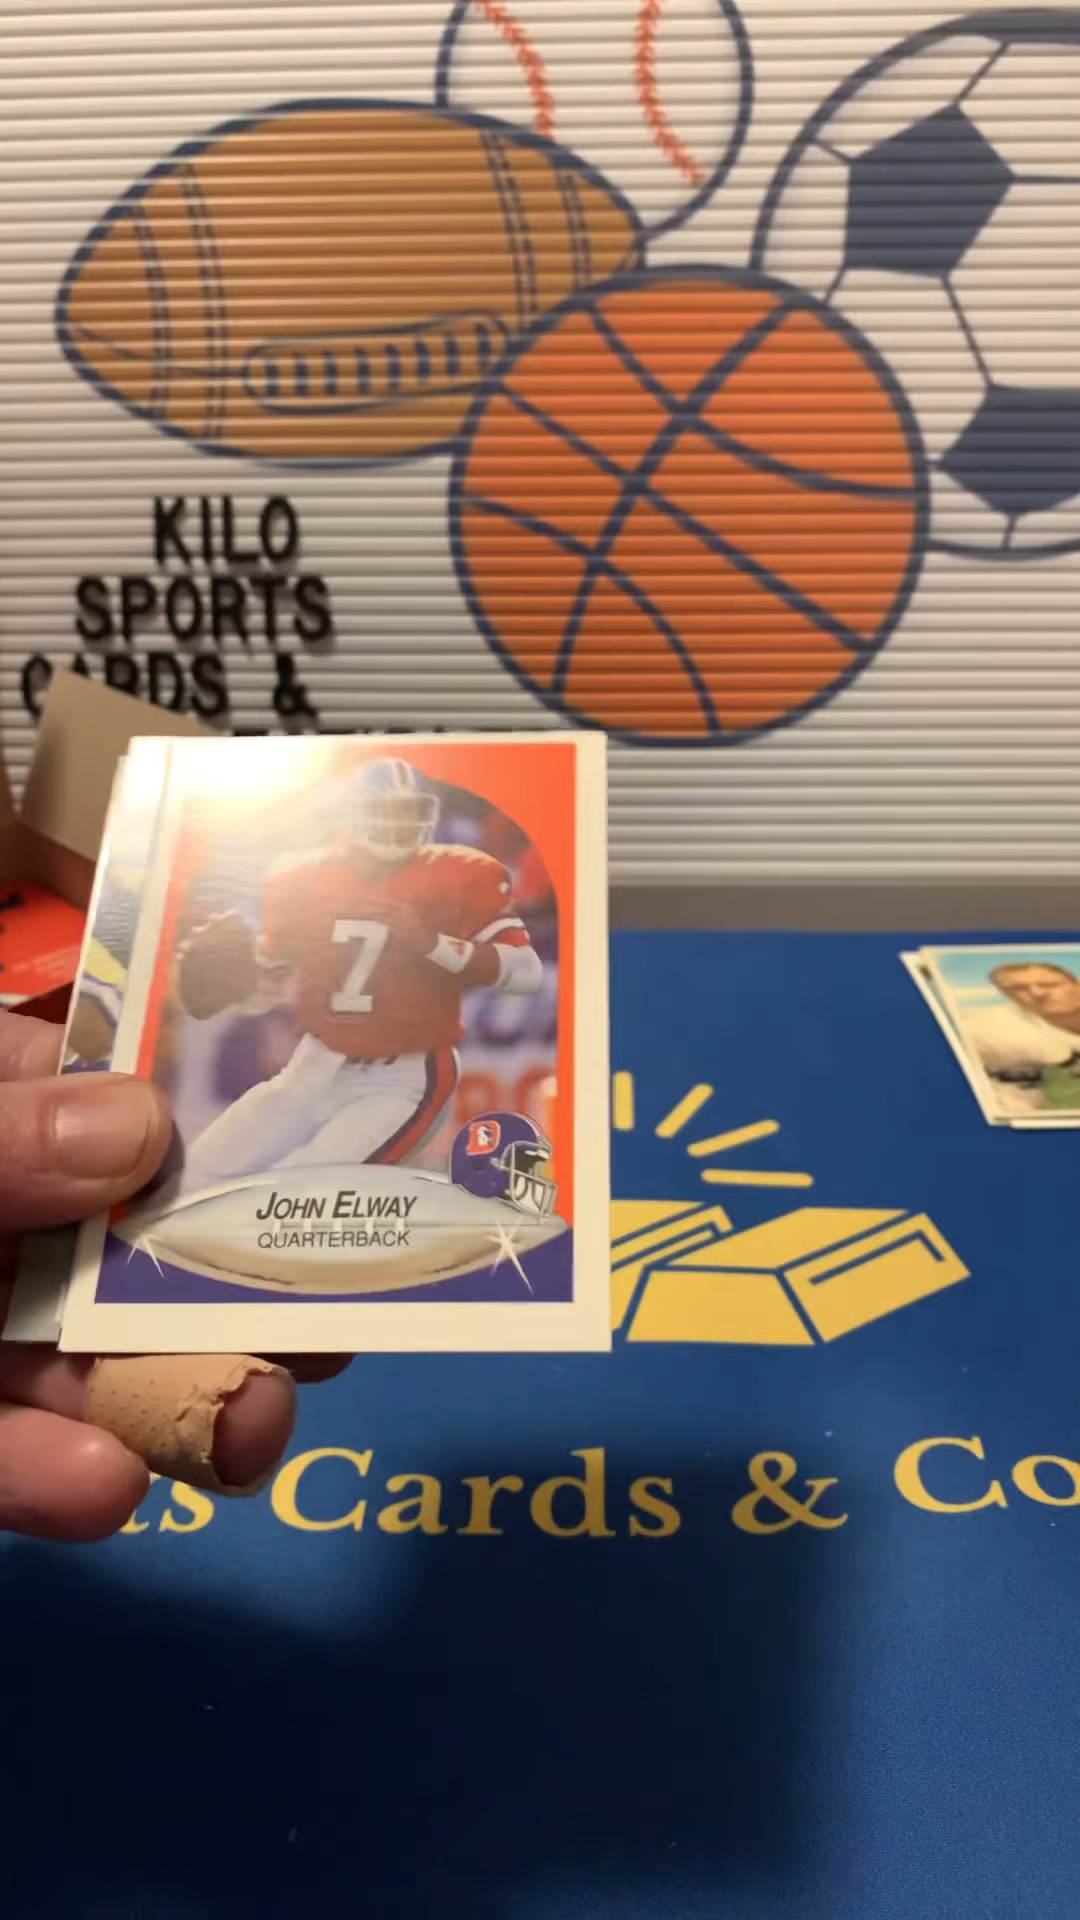 KILO
SPORTS
CARDS &
7
JOHN ELWAY
QUARTERBACK
Cards & Co